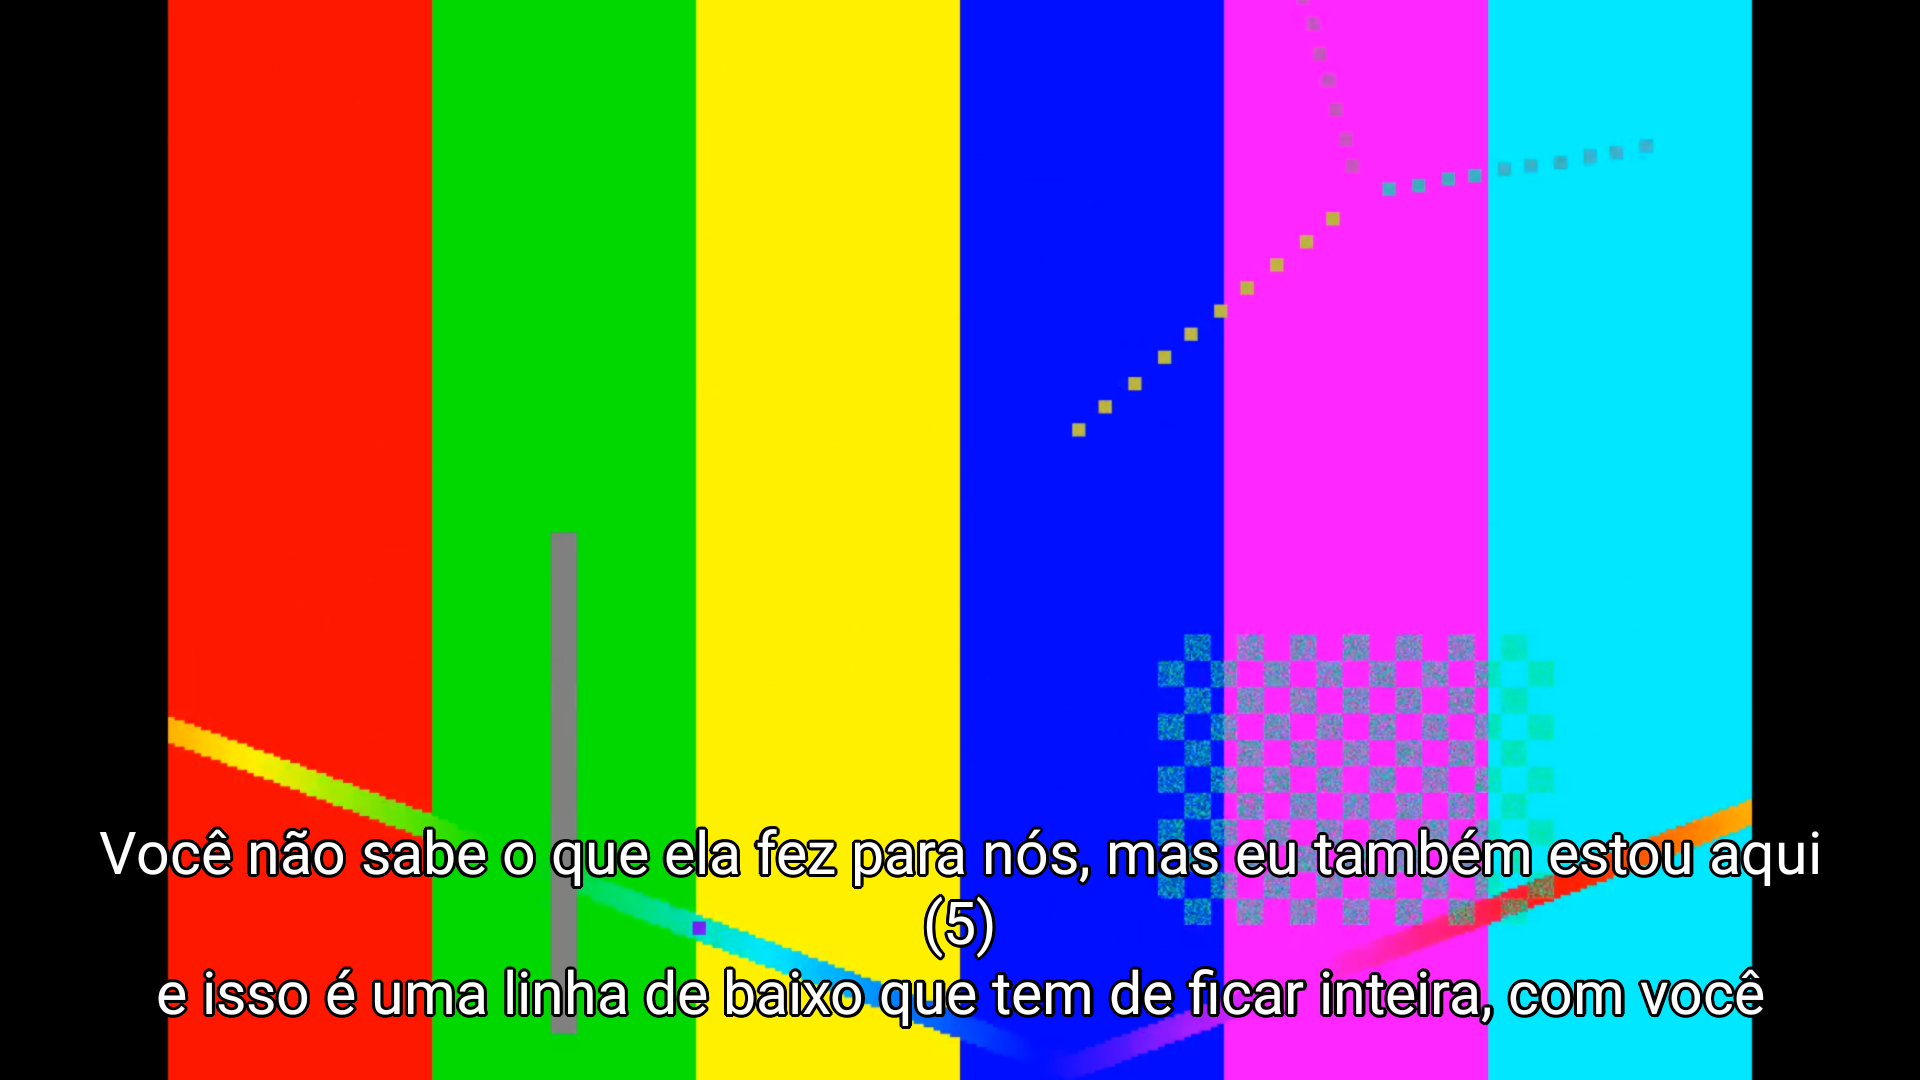 Você não sabe o que ela fez para nós, mas eu também estou aqui
(5)
e isso é uma linha de baixo que tem de ficar inteira, com você